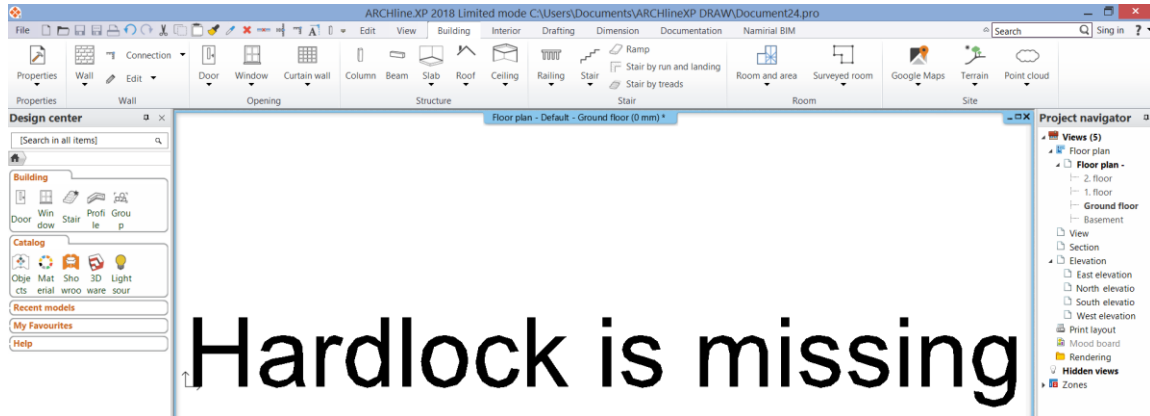 ARCHline.XP 2018 Limited mode C:\Users\Documents\ARCHlineXP DRAW\Document24.pro
File Edit View Building Interior Drafting Dimension Documentation Namirial BIM Search Sign in ?
Properties Wall Connection Edit Door Window Curtain wall Column Beam Slab Roof Ceiling Railing Stair Ramp Stair by run and landing Stair by treads Room and area Surveyed room Google Maps Terrain Point cloud
Properties Wall Opening Structure Stair Room Site
Design center
[Search in all items]
Building
Door Win dow Stair Profi le Grou p
Catalog
Obje cts Mat erial Sho wroo 3D ware Light sour
Recent models
My Favourites
Help
Floor plan - Default - Ground floor (0 mm) *
Hardlock is missing
Project navigator
Views (5)
Floor plan
Floor plan -
2. floor
1. floor
Ground floor
Basement
View
Section
Elevation
East elevation
North elevatio
South elevatio
West elevation
Print layout
Mood board
Rendering
Hidden views
Zones